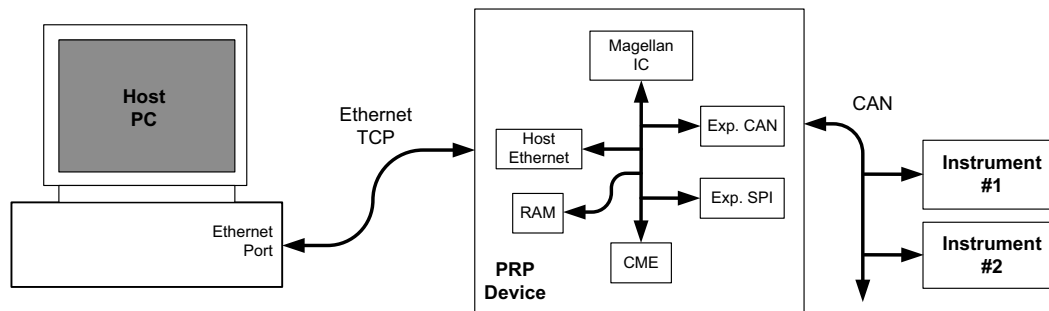 Host
PC
Ethernet
Port
Ethernet
TCP
Magellan
IC
Exp. CAN
Host
Ethernet
RAM
Exp. SPI
CME
PRP
Device
CAN
Instrument
#1
Instrument
#2